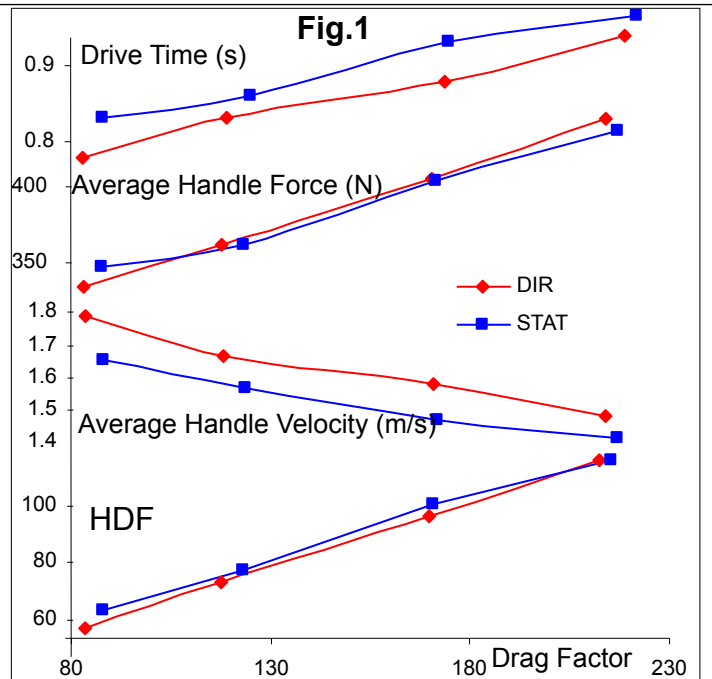 Fig.1
Drive Time (s)
0.9
0.8
400
Average Handle Force (N)
350
DIR
STAT
1.8
1.7
1.6
1.5
Average Handle Velocity (m/s)
1.4
HDF
100
80
60
80
130
180
Drag Factor
230